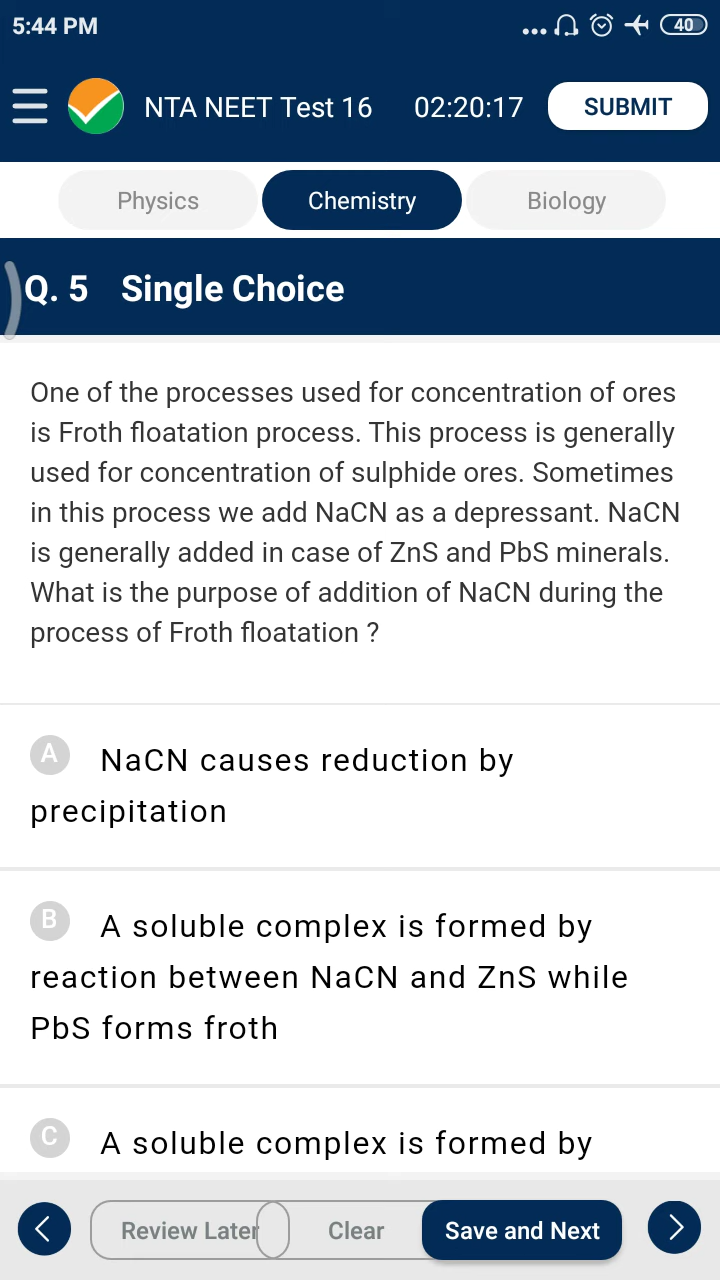 5:44 PM
40
NTA NEET Test 16 02:20:17 SUBMIT
Physics Chemistry Biology
Q. 5 Single Choice
One of the processes used for concentration of ores
is Froth floatation process. This process is generally
used for concentration of sulphide ores. Sometimes
in this process we add NaCN as a depressant. NaCN
is generally added in case of ZnS and PbS minerals.
What is the purpose of addition of NaCN during the
process of Froth floatation ?
A NaCN causes reduction by
precipitation
B A soluble complex is formed by
reaction between NaCN and ZnS while
PbS forms froth
C A soluble complex is formed by
Review Later Clear Save and Next